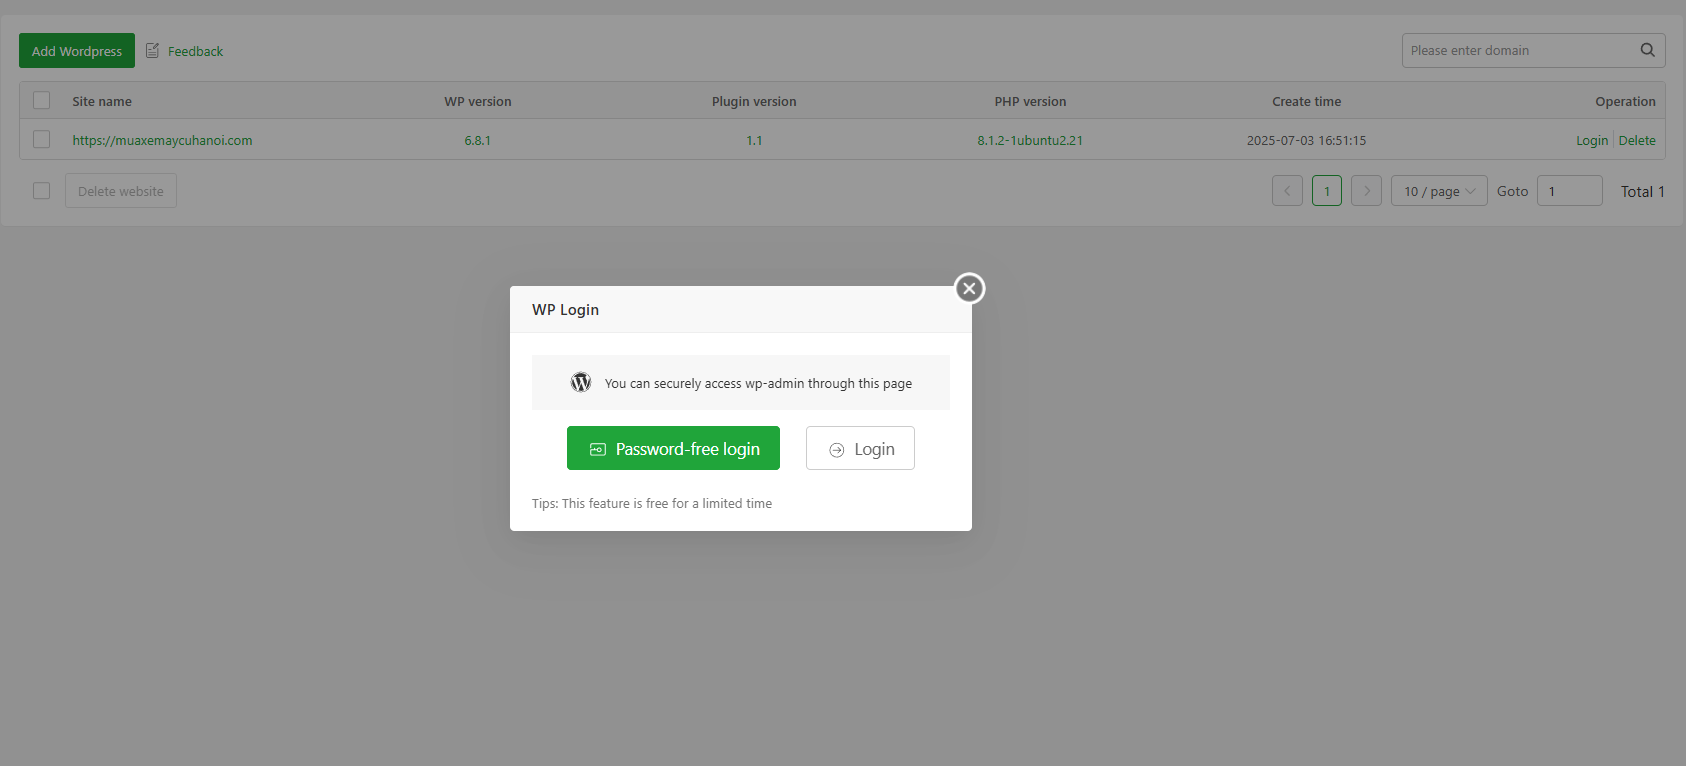 Add Wordpress Feedback Please enter domain
Site name WP version Plugin version PHP version Create time Operation
https://muaxemaycuhanoi.com 6.8.1 1.1 8.1.2-1ubuntu2.21 2025-07-03 16:51:15 Login Delete
Delete website 1 10 / page Goto 1 Total 1
WP Login
You can securely access wp-admin through this page
Password-free login Login
Tips: This feature is free for a limited time